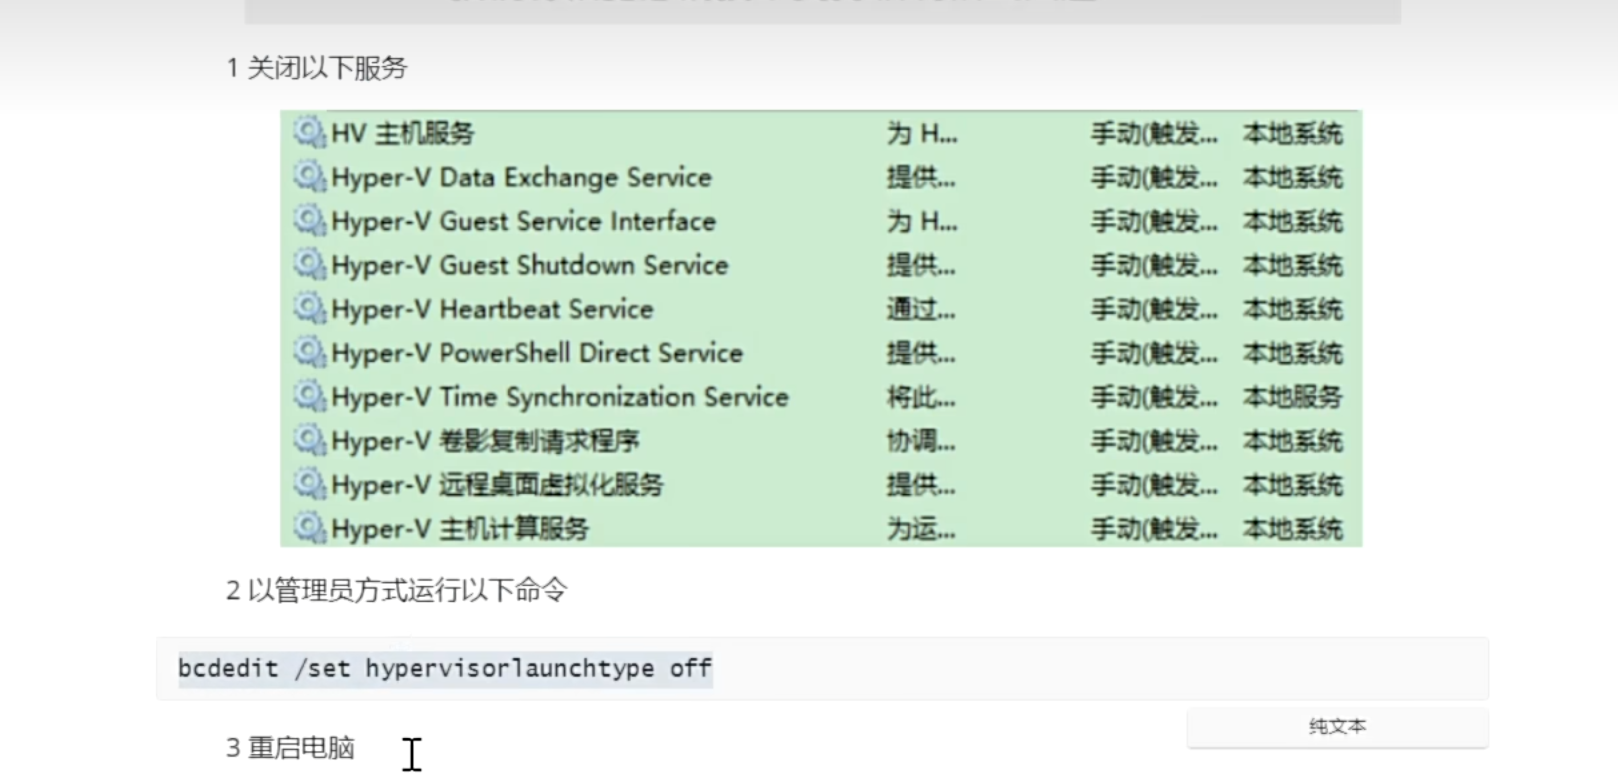 1 关闭以下服务
HV 主机服务 为 H... 手动(触发... 本地系统
Hyper-V Data Exchange Service 提供... 手动(触发... 本地系统
Hyper-V Guest Service Interface 为 H... 手动(触发... 本地系统
Hyper-V Guest Shutdown Service 提供... 手动(触发... 本地系统
Hyper-V Heartbeat Service 通过... 手动(触发... 本地系统
Hyper-V PowerShell Direct Service 提供... 手动(触发... 本地系统
Hyper-V Time Synchronization Service 将此... 手动(触发... 本地服务
Hyper-V 卷影复制请求程序 协调... 手动(触发... 本地系统
Hyper-V 远程桌面虚拟化服务 提供... 手动(触发... 本地系统
Hyper-V 主机计算服务 为运... 手动(触发... 本地系统
2 以管理员方式运行以下命令
bcdedit /set hypervisorlaunchtype off
纯文本
3 重启电脑